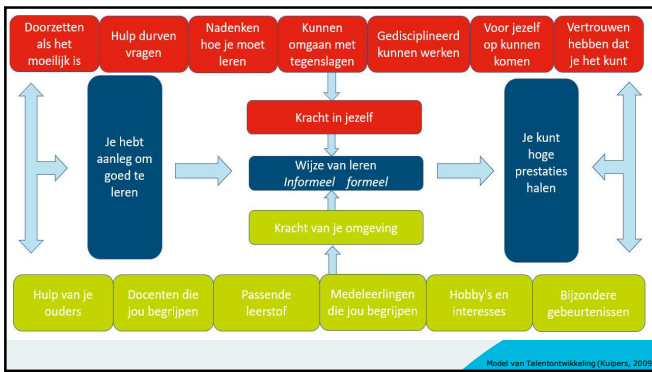 Doorzetten
als het
moeilijk is
Hulp durven
vragen
Nadenken
hoe je moet
leren
Kunnen
omgaan met
tegenslagen
Gedisciplineerd
kunnen werken
Voor jezelf
op kunnen
komen
Vertrouwen
hebben dat
je het kunt
Kracht in jezelf
Je hebt
aanleg om
goed te
leren
Wijze van leren
Informeel formeel
Je kunt
hoge
prestaties
halen
Kracht van je omgeving
Hulp van je
ouders
Docenten die
jou begrijpen
Passende
leerstof
Medeleerlingen
die jou begrijpen
Hobby's en
interesses
Bijzondere
gebeurtenissen
Model van Talentontwikkeling (Kuipers, 2009